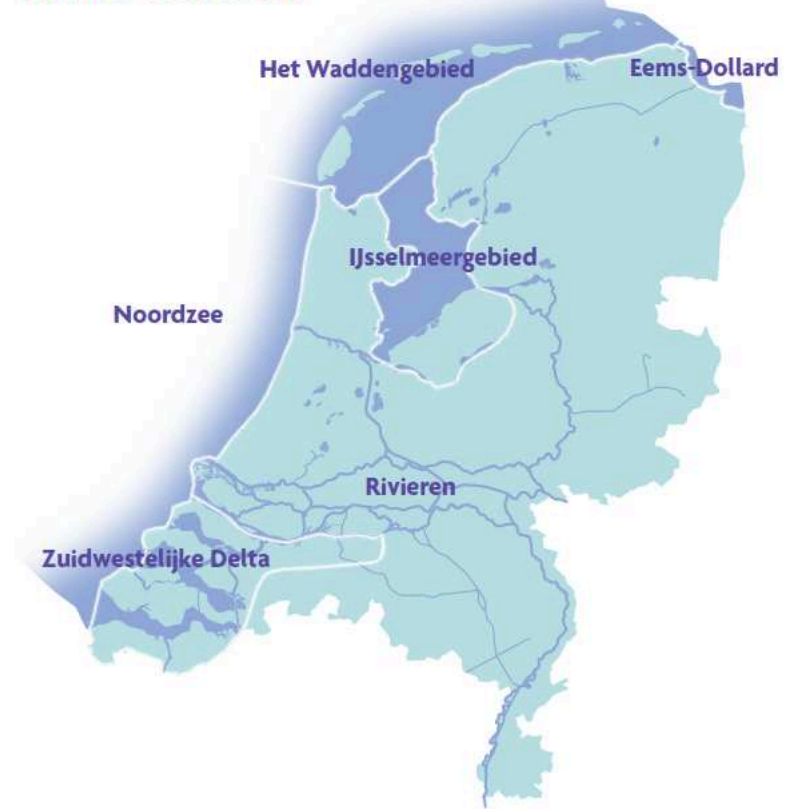 Het Waddengebied
Eems-Dollard
IJsselmeergebied
Noordzee
Rivieren
Zuidwestelijke Delta